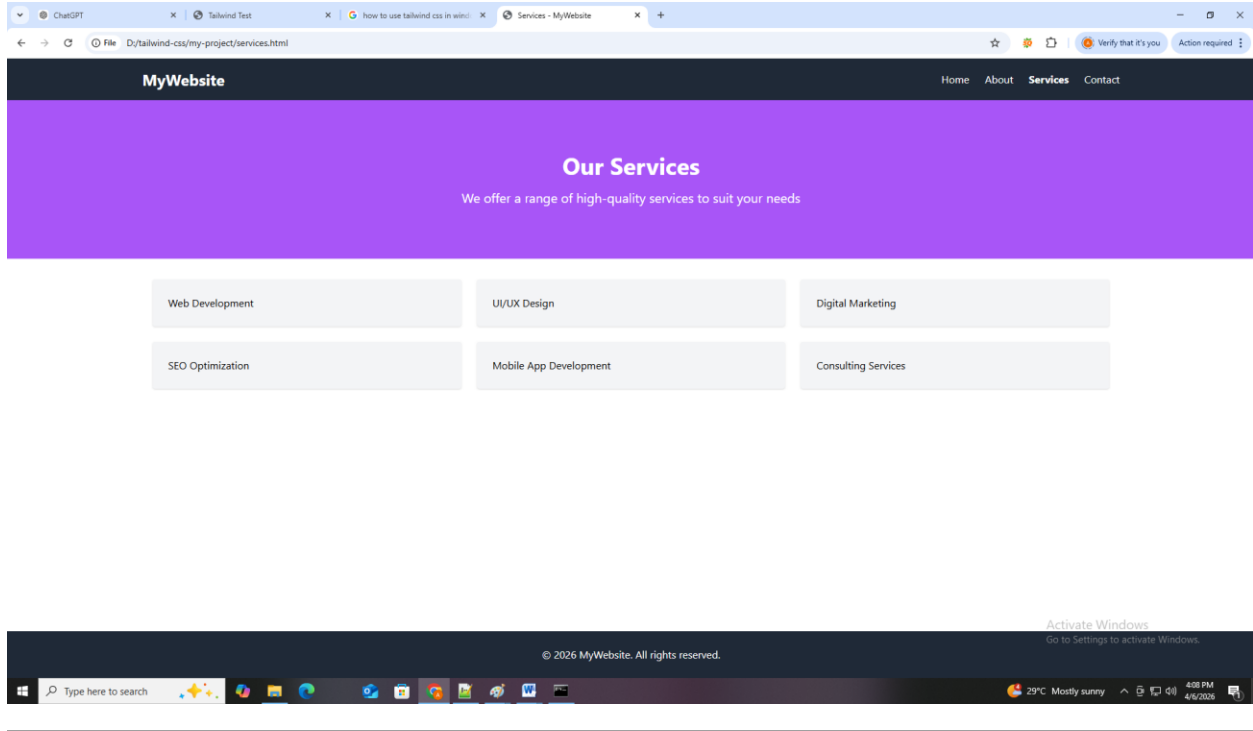 ChatGPT
Tailwind Test
how to use tailwind css in wind
Services - MyWebsite
File D:/tailwind-css/my-project/services.html
Verify that it's you
Action required
MyWebsite
Home About Services Contact
Our Services
We offer a range of high-quality services to suit your needs
Web Development
UI/UX Design
Digital Marketing
SEO Optimization
Mobile App Development
Consulting Services
Activate Windows
Go to Settings to activate Windows.
© 2026 MyWebsite. All rights reserved.
Type here to search
29°C Mostly sunny
4:08 PM
4/6/2026